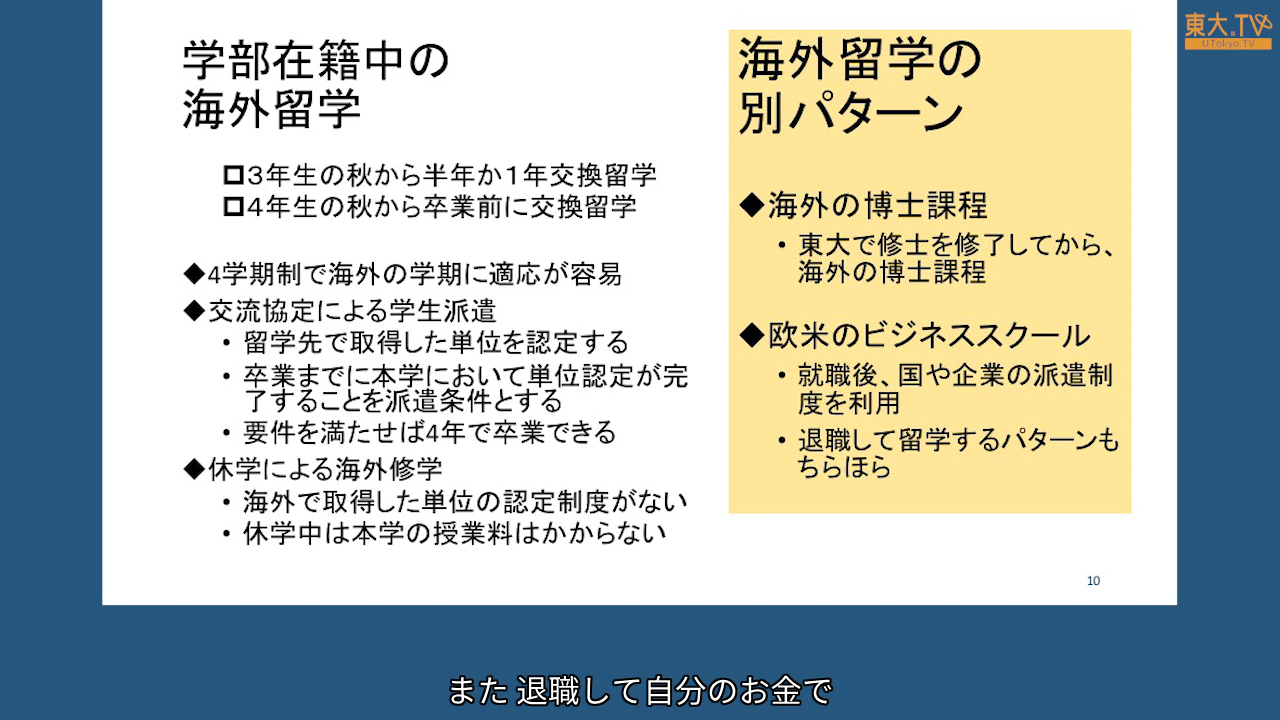 学部在籍中の
海外留学
□3年生の秋から半年か1年交換留学
□4年生の秋から卒業前に交換留学
◆4学期制で海外の学期に適応が容易
◆交流協定による学生派遣
• 留学先で取得した単位を認定する
• 卒業までに本学において単位認定が完
了することを派遣条件とする
• 要件を満たせば4年で卒業できる
◆休学による海外修学
• 海外で取得した単位の認定制度がない
• 休学中は本学の授業料はかからない
海外留学の
別パターン
◆海外の博士課程
• 東大で修士を修了してから、
海外の博士課程
◆欧米のビジネススクール
• 就職後、国や企業の派遣制
度を利用
• 退職して留学するパターンも
ちらほら
10
東大.TV
UTokyo.TV
また 退職して自分のお金で